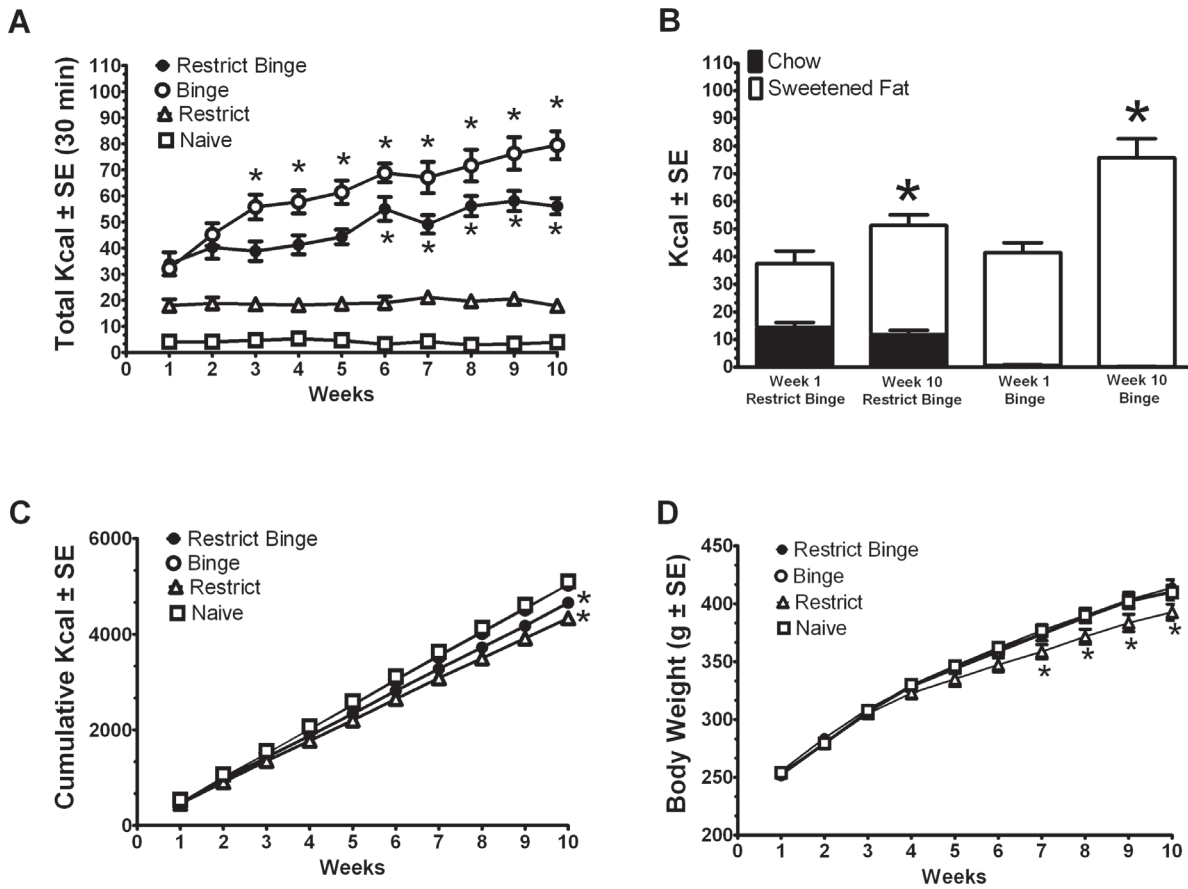 A
Total Kcal ± SE (30 min)
110
100
90
80
70
60
50
40
30
20
10
0
Restrict Binge
Binge
Restrict
Naive
* * * * * * * *
* * * * *
0 1 2 3 4 5 6 7 8 9 10
Weeks
B
Kcal ± SE
110
100
90
80
70
60
50
40
30
20
10
0
Chow
Sweetened Fat
*
*
Week 1 Week 10 Week 1 Week 10
Restrict Binge Restrict Binge Binge Binge
C
Cumulative Kcal ± SE
6000
4000
2000
0
Restrict Binge
Binge
Restrict
Naive
*
*
0 1 2 3 4 5 6 7 8 9 10
Weeks
D
Body Weight (g ± SE)
450
400
350
300
250
200
Restrict Binge
Binge
Restrict
Naive
* * * *
0 1 2 3 4 5 6 7 8 9 10
Weeks